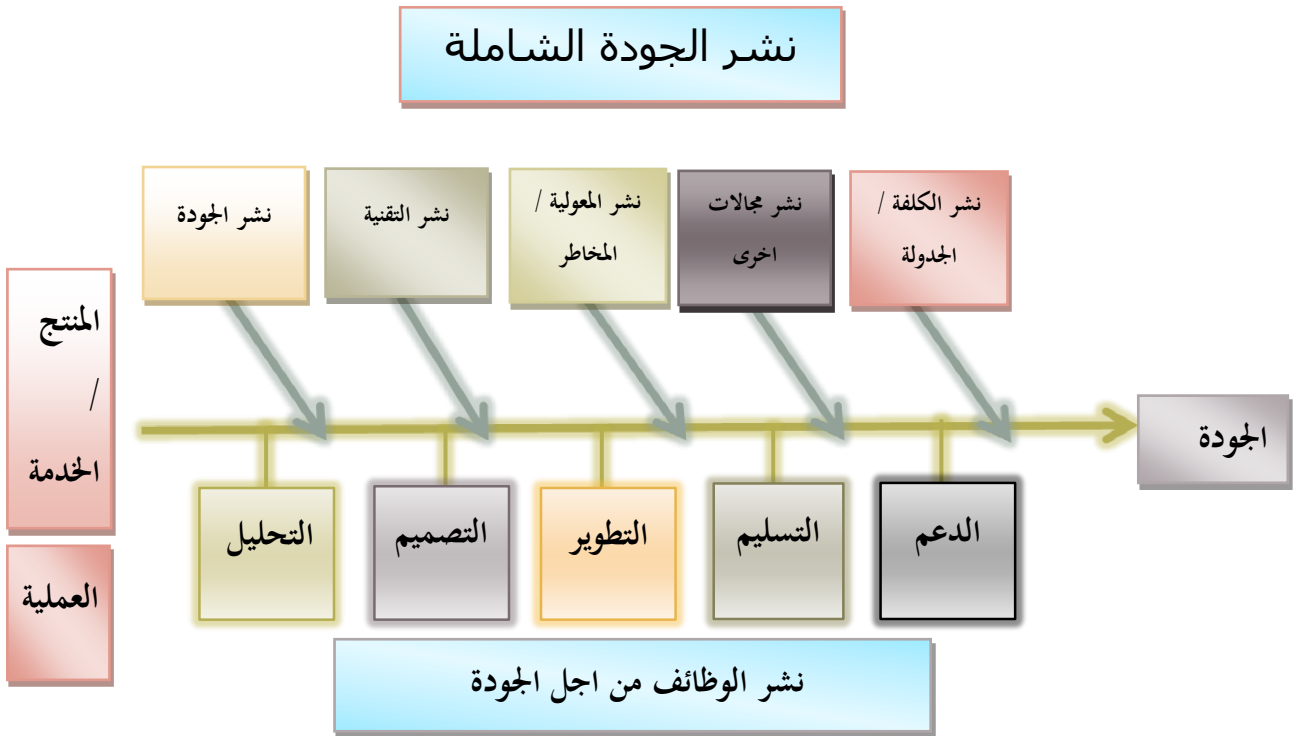 نشر الجودة الشاملة
نشر الجودة
نشر التقنية
نشر المعولية /
المخاطر
نشر مجالات
اخرى
نشر الكلفة /
الجدولة
المنتج
/
الخدمة
الجودة
التحليل
التصميم
التطوير
التسليم
الدعم
العملية
نشر الوظائف من اجل الجودة